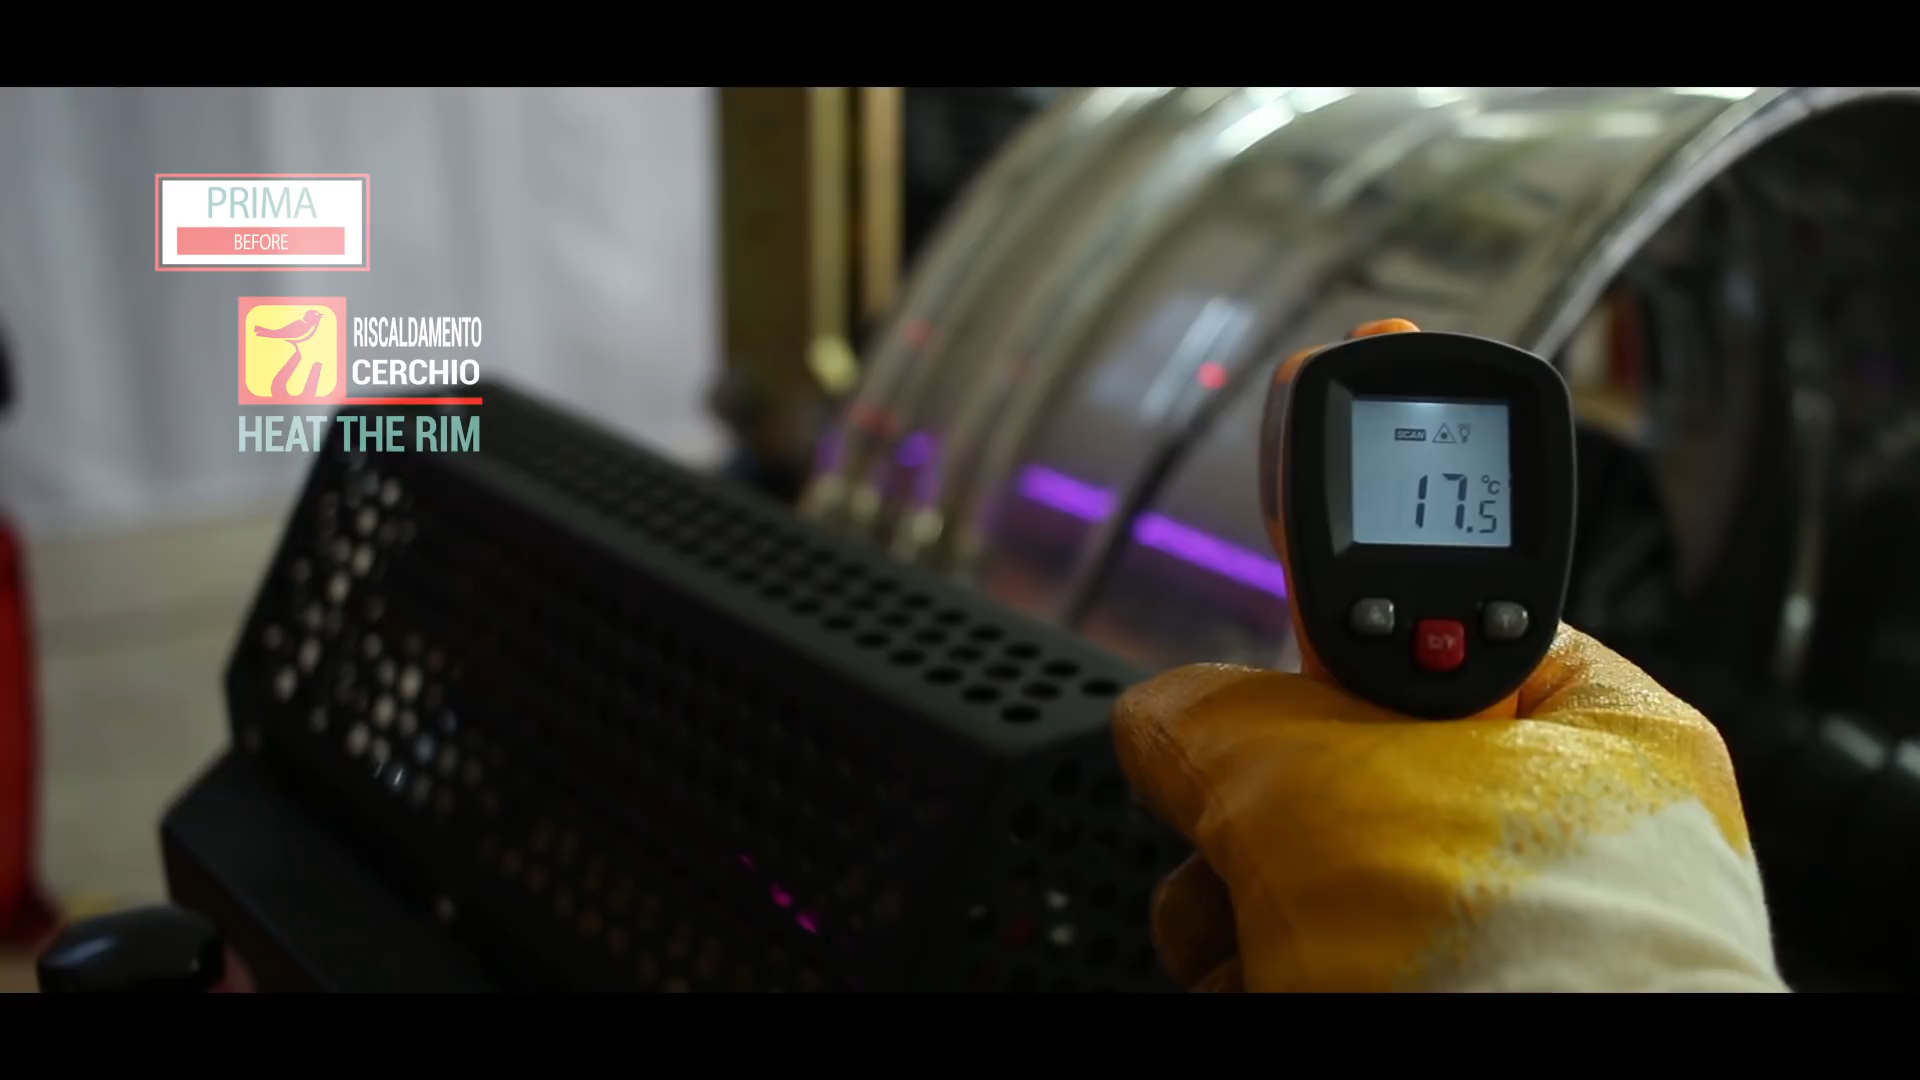 PRIMA
BEFORE
RISCALDAMENTO
CERCHIO
HEAT THE RIM
SCAN
°C
17.5